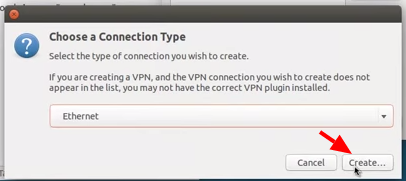 Choose a Connection Type
Select the type of connection you wish to create.
If you are creating a VPN, and the VPN connection you wish to create does not
appear in the list, you may not have the correct VPN plugin installed.
Ethernet
Cancel
Create...